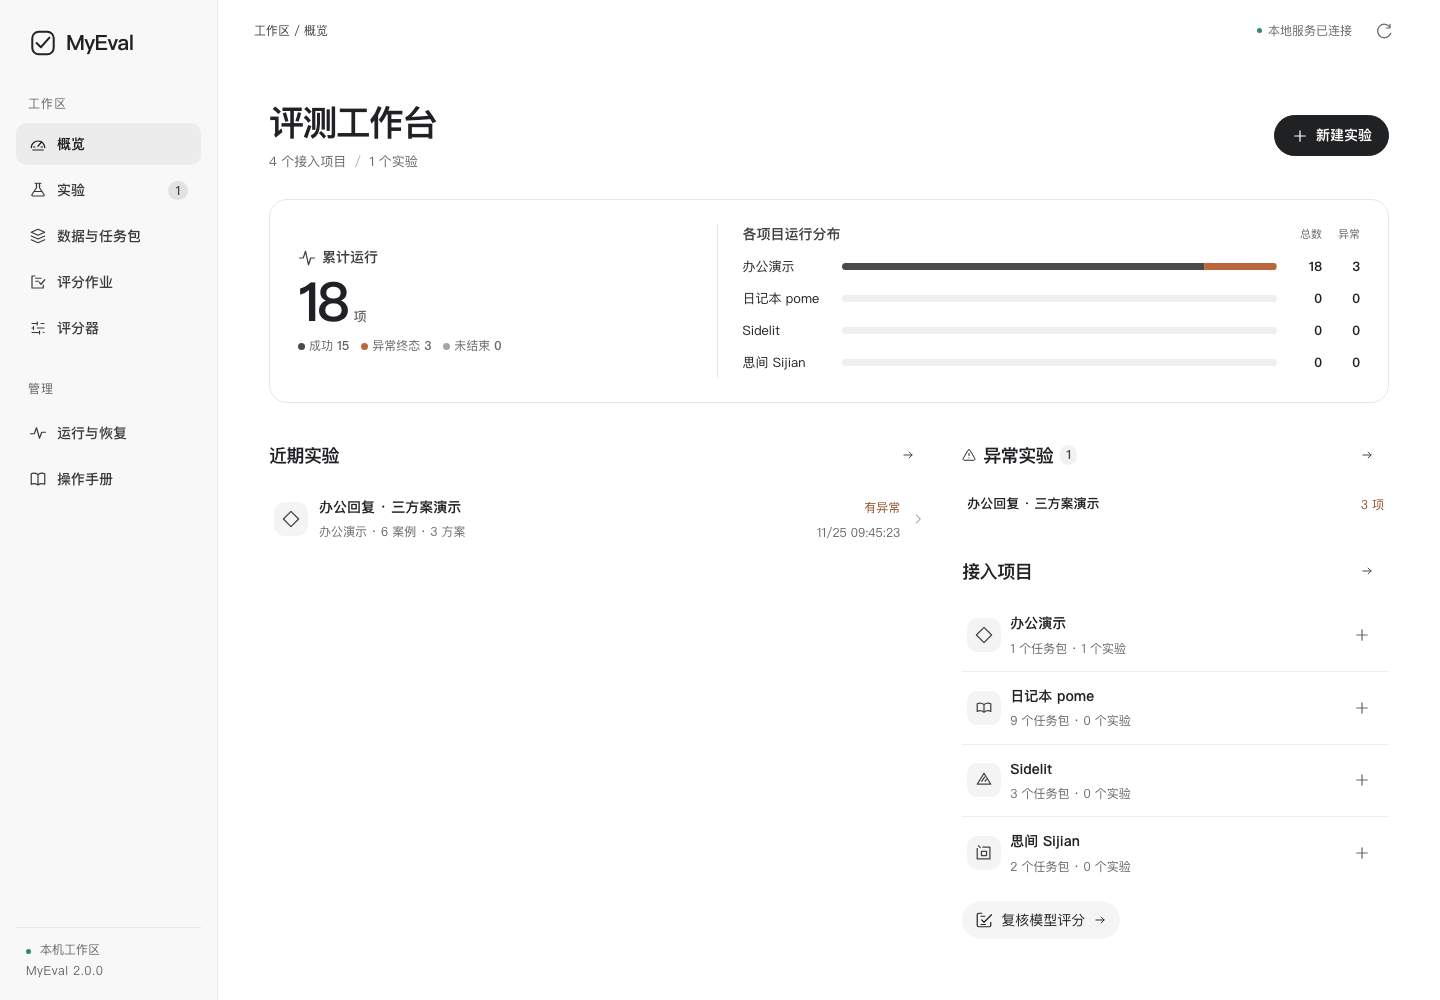 MyEval
工作区
概览
实验
1
数据与任务包
评分作业
评分器
管理
运行与恢复
操作手册
本机工作区
MyEval 2.0.0
工作区 / 概览
本地服务已连接
评测工作台
4 个接入项目 / 1 个实验
新建实验
累计运行
18 项
成功 15 异常终态 3 未结束 0
各项目运行分布 总数 异常
办公演示 18 3
日记本 pome 0 0
Sidelit 0 0
思间 Sijian 0 0
近期实验
办公回复 · 三方案演示
办公演示 · 6 案例 · 3 方案
有异常
11/25 09:45:23
异常实验 1
办公回复 · 三方案演示 3 项
接入项目
办公演示
1 个任务包 · 1 个实验
日记本 pome
9 个任务包 · 0 个实验
Sidelit
3 个任务包 · 0 个实验
思间 Sijian
2 个任务包 · 0 个实验
复核模型评分